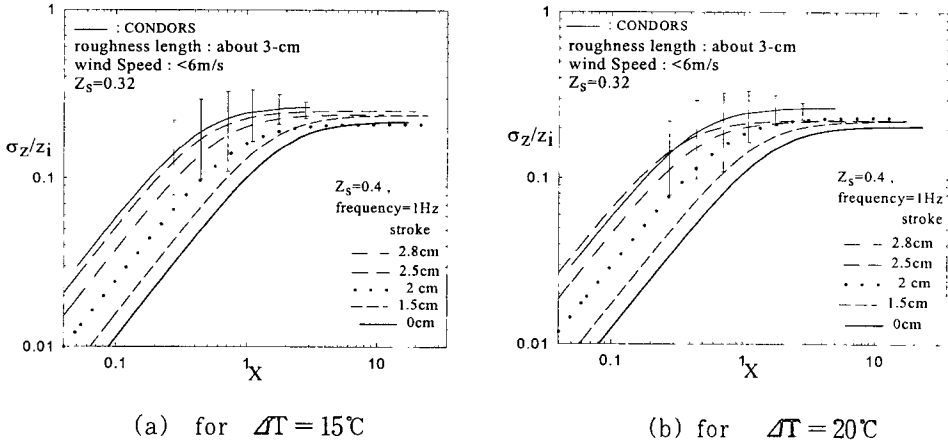 1
— : CONDORS
roughness length : about 3-cm
wind Speed : <6m/s
Zs=0.32
σz/zi
0.1
Zs=0.4 ,
frequency=1Hz
stroke
2.8cm
2.5cm
2 cm
1.5cm
0cm
0.01
0.1
1
10
X
(a) for ΔT = 15℃
1
— : CONDORS
roughness length : about 3-cm
wind Speed : <6m/s
Zs=0.32
σz/zi
0.1
Zs=0.4 ,
frequency=1Hz
stroke
2.8cm
2.5cm
2 cm
1.5cm
0cm
0.01
0.1
1
10
X
(b) for ΔT = 20℃